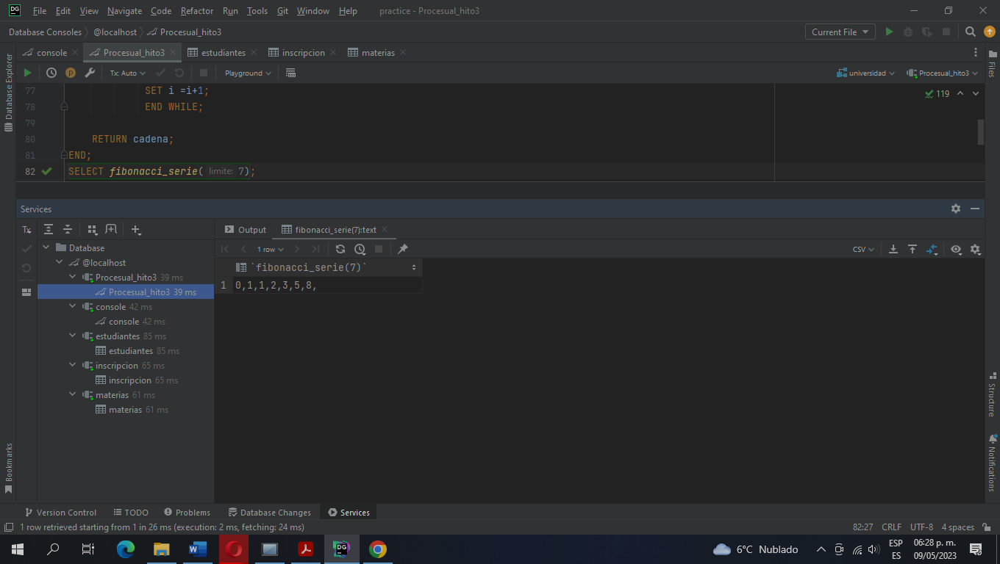 DG File Edit View Navigate Code Refactor Run Tools Git Window Help practice - Procesual_hito3
Database Consoles @localhost Procesual_hito3 Current File
console Procesual_hito3 estudiantes inscripcion materias
Tx: Auto Playground universidad Procesual_hito3
Database Explorer
Files
77 SET i =i+1;
119
78 END WHILE;
79
80 RETURN cadena;
81 END;
82 SELECT fibonacci_serie( limite: 7);
Services
Tx Output fibonacci_serie(7):text
Database
1 row CSV
@localhost
`fibonacci_serie(7)`
Procesual_hito3 39 ms
1 0,1,1,2,3,5,8,
Procesual_hito3 39 ms
console 42 ms
console 42 ms
estudiantes 85 ms
estudiantes 85 ms
inscripcion 65 ms
inscripcion 65 ms
materias 61 ms
materias 61 ms
Structure
Bookmarks
Notifications
Version Control TODO Problems Database Changes Services
1 row retrieved starting from 1 in 26 ms (execution: 2 ms, fetching: 24 ms) 82:27 CRLF UTF-8 4 spaces
W DG 6°C Nublado ESP 06:28 p. m.
ES 09/05/2023